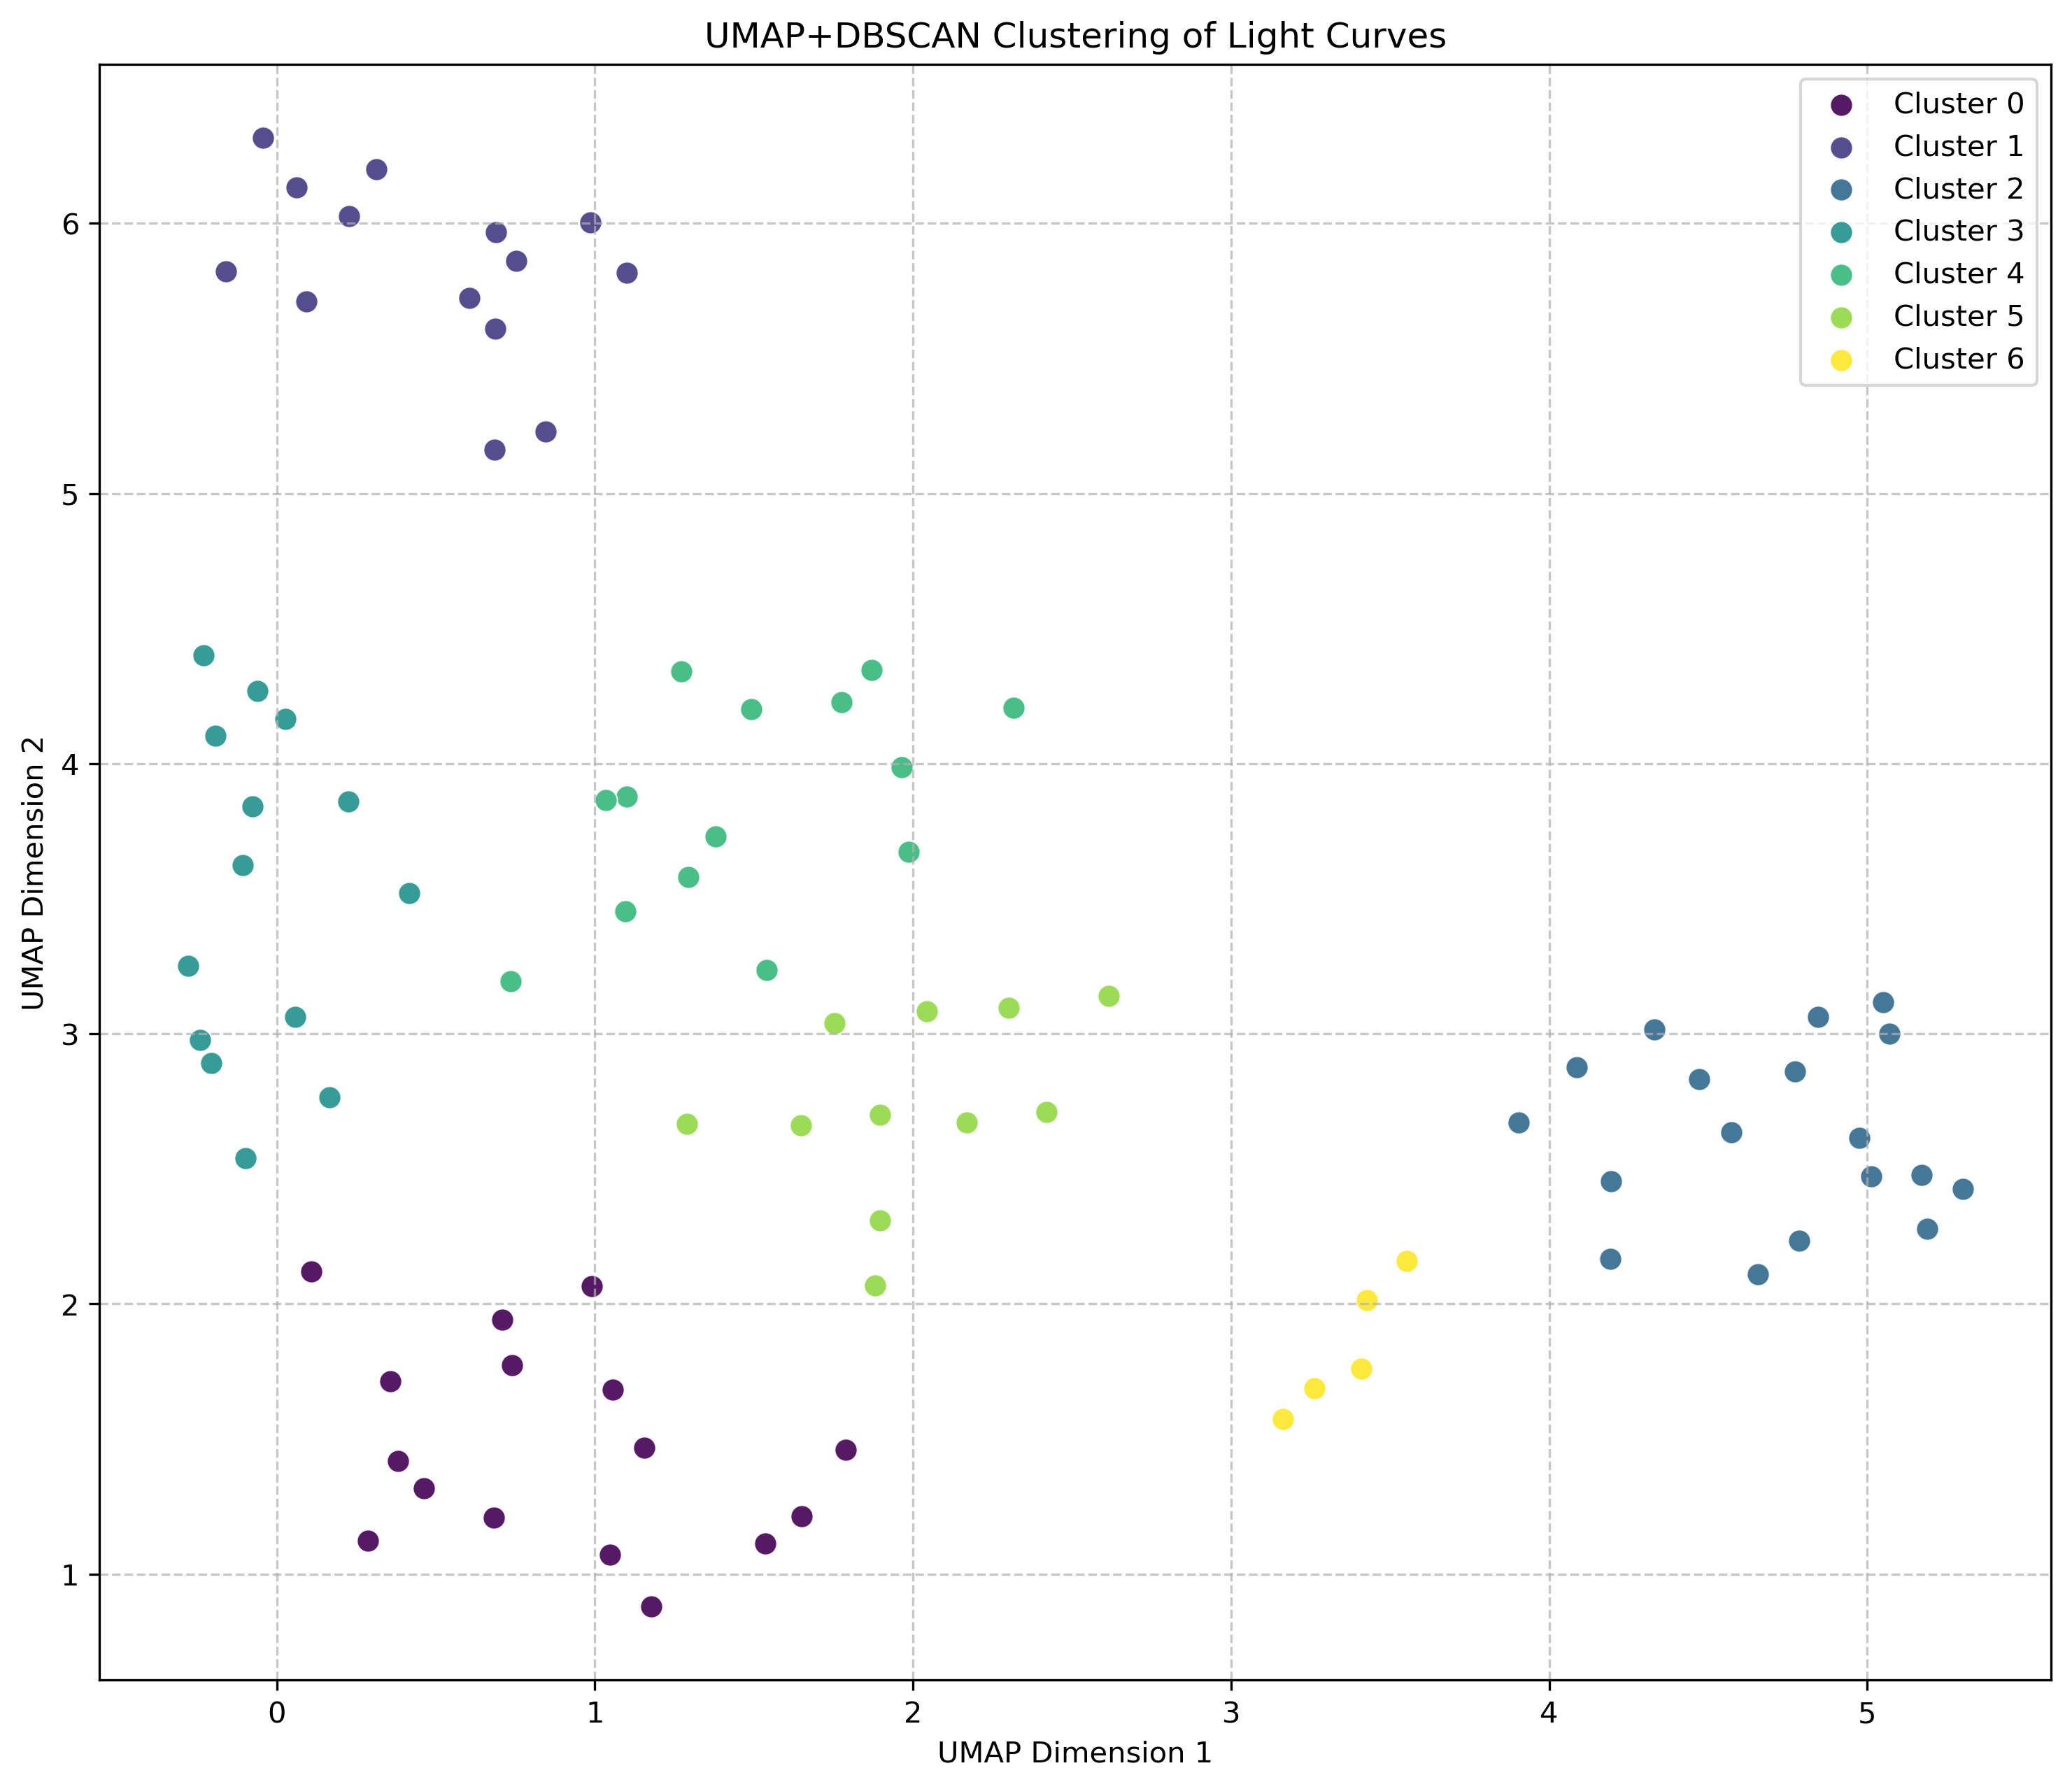 UMAP+DBSCAN Clustering of Light Curves
Cluster 0
Cluster 1
Cluster 2
Cluster 3
Cluster 4
Cluster 5
Cluster 6
UMAP Dimension 2
6
5
4
3
2
1
0 1 2 3 4 5
UMAP Dimension 1